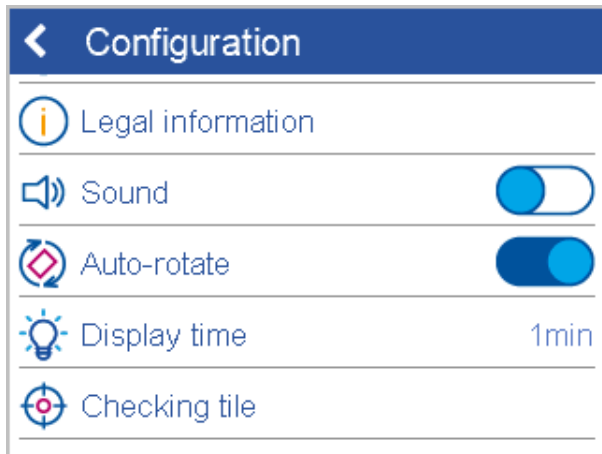 Configuration
Legal information
Sound
Auto-rotate
Display time 1min
Checking tile